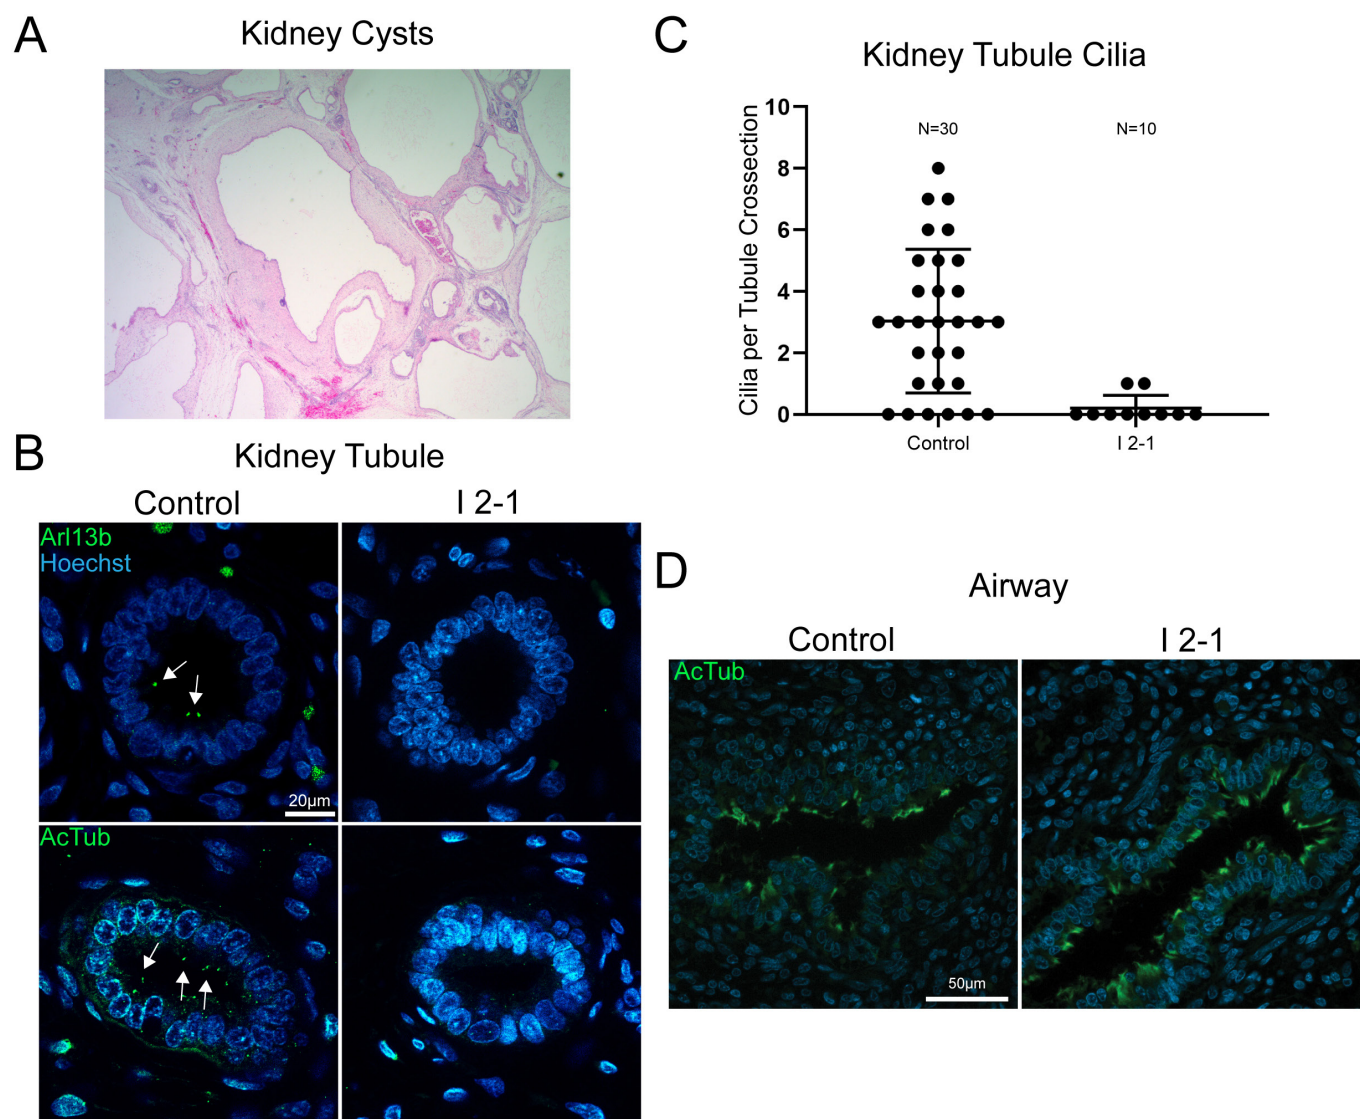 A
Kidney Cysts
B
Kidney Tubule
Control
I 2-1
Arl13b
Hoechst
20µm
AcTub
C
Kidney Tubule Cilia
Cilia per Tubule Crossection
10
8
6
4
2
0
N=30
N=10
Control
I 2-1
D
Airway
Control
I 2-1
AcTub
50µm